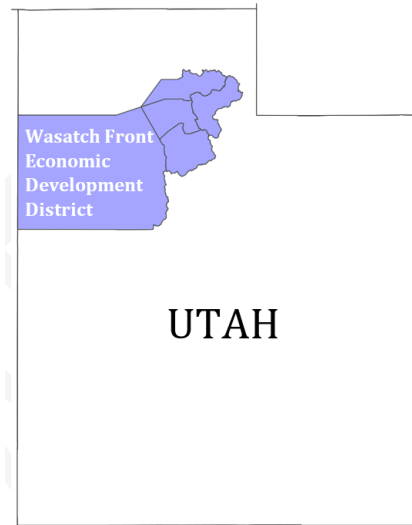 Wasatch Front
Economic
Development
District
UTAH